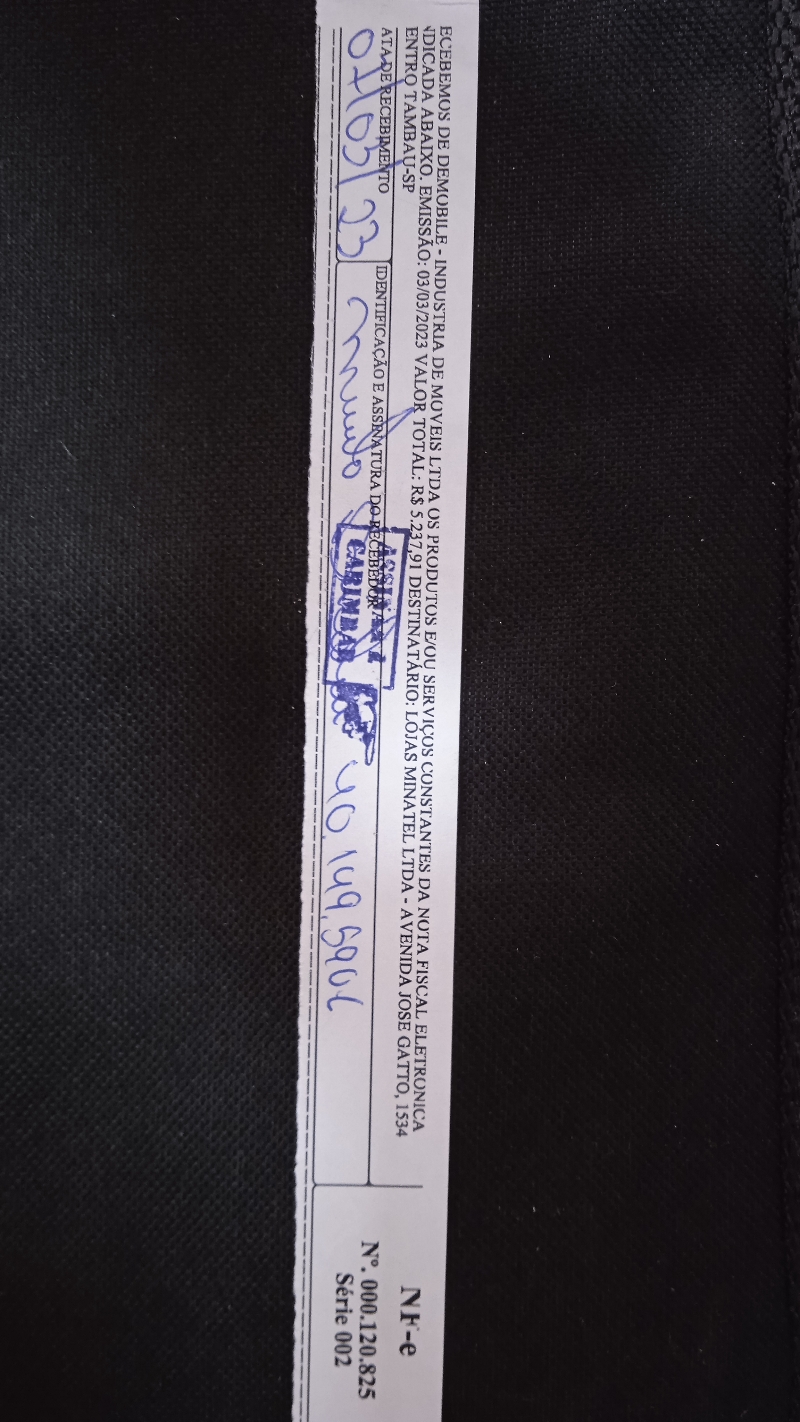 ECEBEMOS DE DEMOBILE - INDUSTRIA DE MOVEIS LTDA OS PRODUTOS E/OU SERVIÇOS CONSTANTES DA NOTA FISCAL ELETRONICA
NDICADA ABAIXO. EMISSÃO: 03/03/2023 VALOR TOTAL: R$ 5.237,91 DESTINATÁRIO: LOJAS MINATEL LTDA - AVENIDA JOSE GATTO, 1534
ENTRO TAMBAU-SP
ATA DE RECEBIMENTO
07/03/23
IDENTIFICAÇÃO E ASSINATURA DO RECEBEDOR
ASSINAR E
CARIMBAR
40.149.590
NF-e
Nº. 000.120.825
Série 002